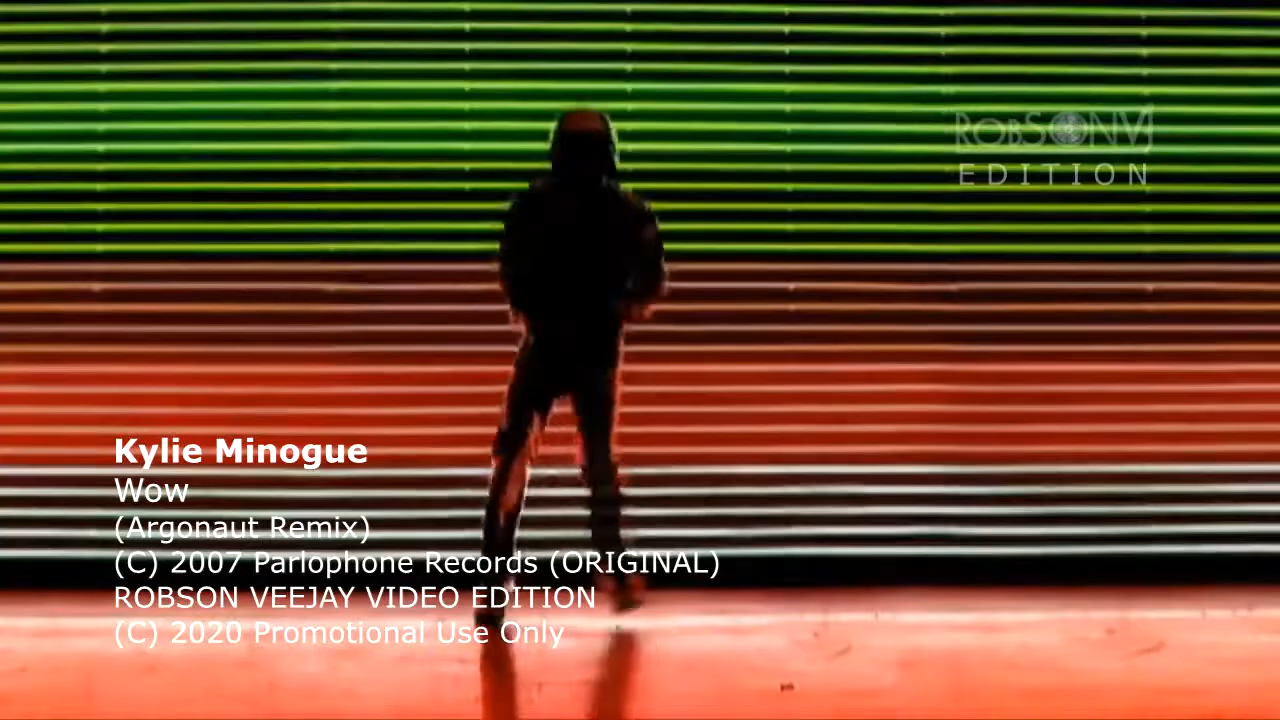 ROBSONVJ
EDITION
Kylie Minogue
Wow
(Argonaut Remix)
(C) 2007 Parlophone Records (ORIGINAL)
ROBSON VEEJAY VIDEO EDITION
(C) 2020 Promotional Use Only